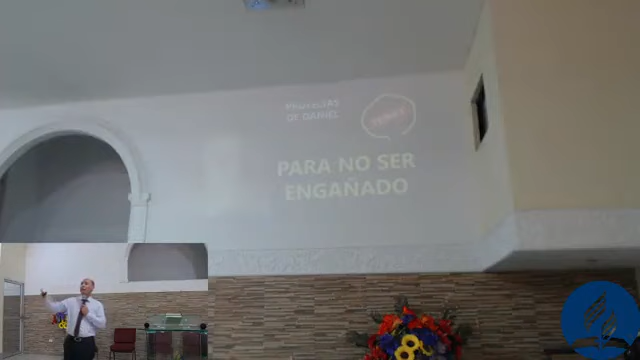 PROFECÍAS
DE DANIEL
PARA NO SER
ENGAÑADO